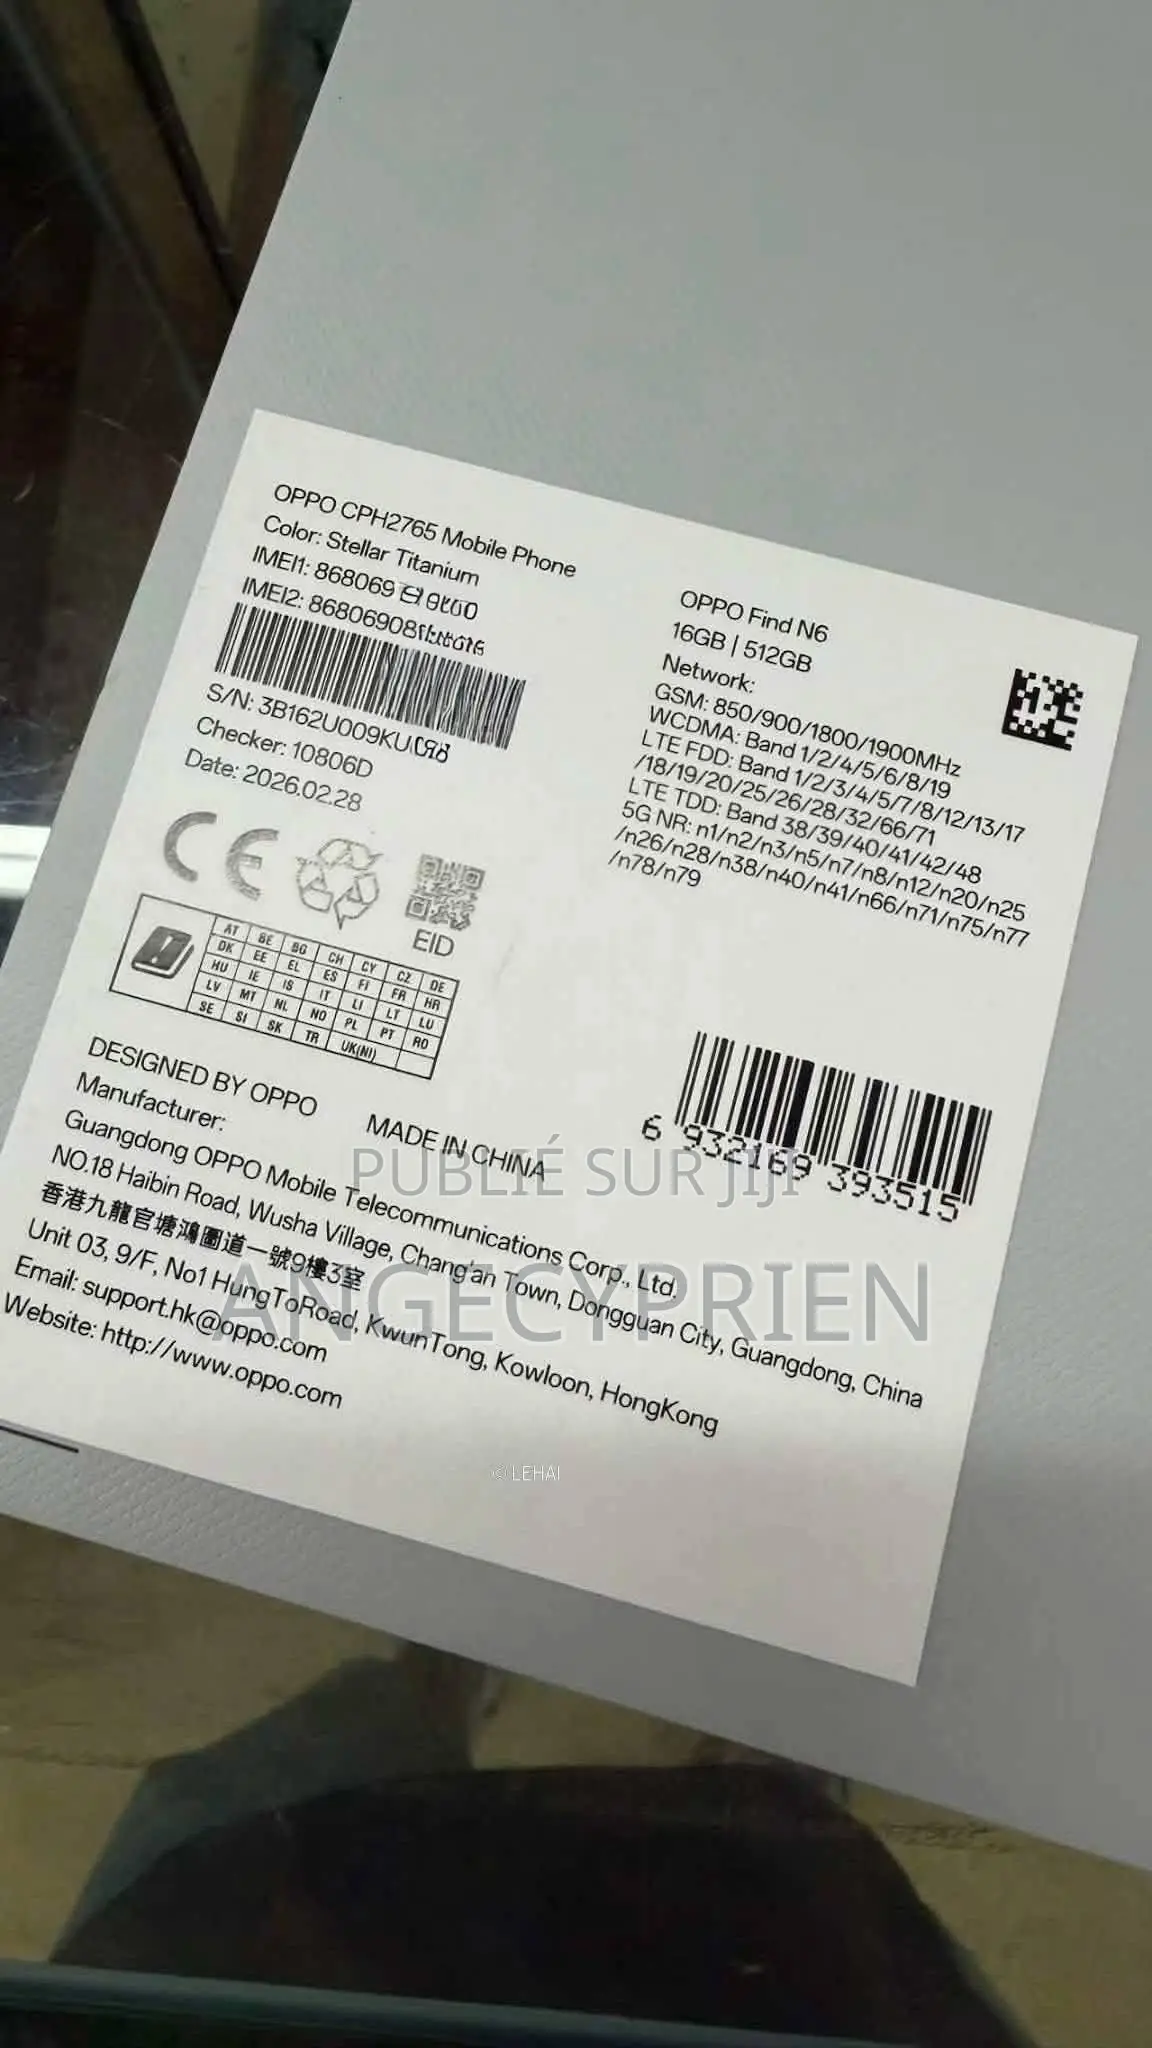 OPPO CPH2765 Mobile Phone
Color: Stellar Titanium
IMEI1: 868069
IMEI2: 86806908
S/N: 3B162U009KU
Checker: 10806D
Date: 2026.02.28
CE
EID
AT BE BG CH CY CZ DE
DK EE EL ES FI FR HR
HU IE IS IT LI LT LU
LV MT NL NO PL PT RO
SE SI SK TR UK(NI)
DESIGNED BY OPPO
MADE IN CHINA
Manufacturer:
Guangdong OPPO Mobile Telecommunications Corp., Ltd.
NO.18 Haibin Road, Wusha Village, Chang'an Town, Dongguan City, Guangdong, China
香港九龍官塘鴻圖道一號9樓3室
Unit 03, 9/F, No1 HungToRoad, KwunTong, Kowloon, HongKong
Email: support.hk@oppo.com
Website: http://www.oppo.com
OPPO Find N6
16GB | 512GB
Network:
GSM: 850/900/1800/1900MHz
WCDMA: Band 1/2/4/5/6/8/19
LTE FDD: Band 1/2/3/4/5/7/8/12/13/17
/18/19/20/25/26/28/32/66/71
LTE TDD: Band 38/39/40/41/42/48
5G NR: n1/n2/n3/n5/n7/n8/n12/n20/n25
/n26/n28/n38/n40/n41/n66/n71/n75/n77
/n78/n79
6 932169 393515
PUBLIÉ SUR JIJI
ANGECYPRIEN
© LEHAI